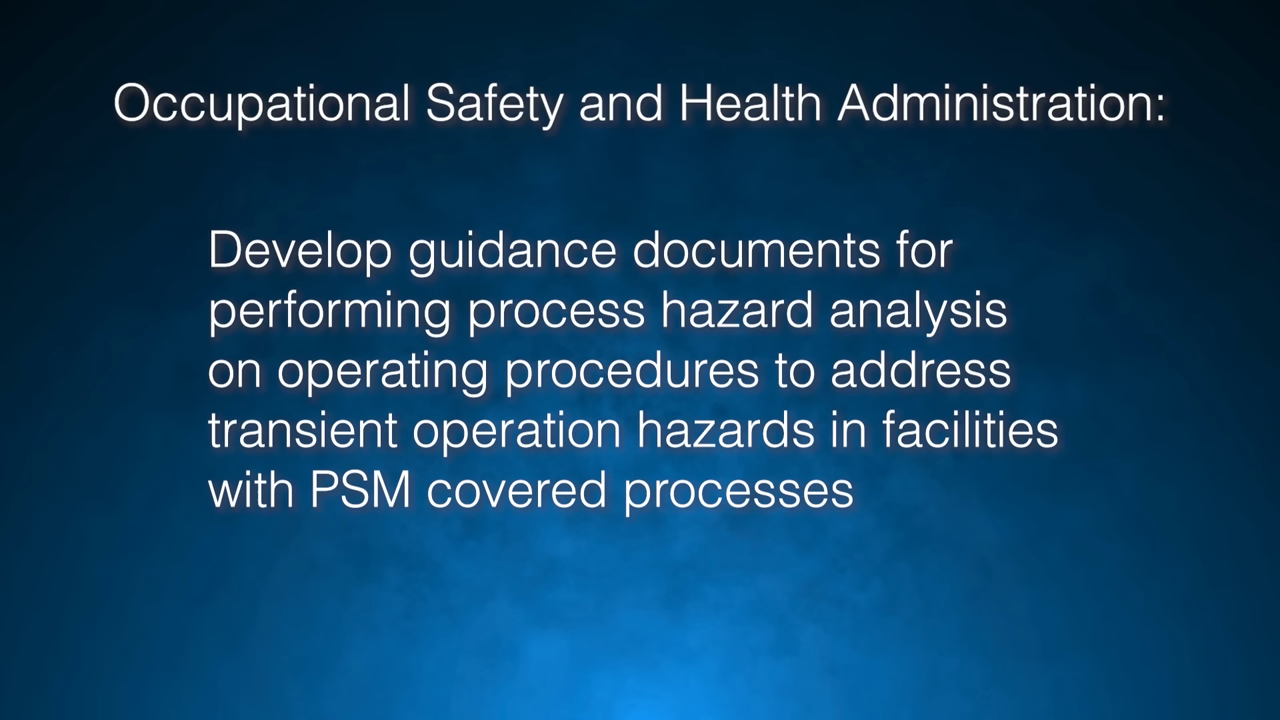 Occupational Safety and Health Administration:
Develop guidance documents for
performing process hazard analysis
on operating procedures to address
transient operation hazards in facilities
with PSM covered processes